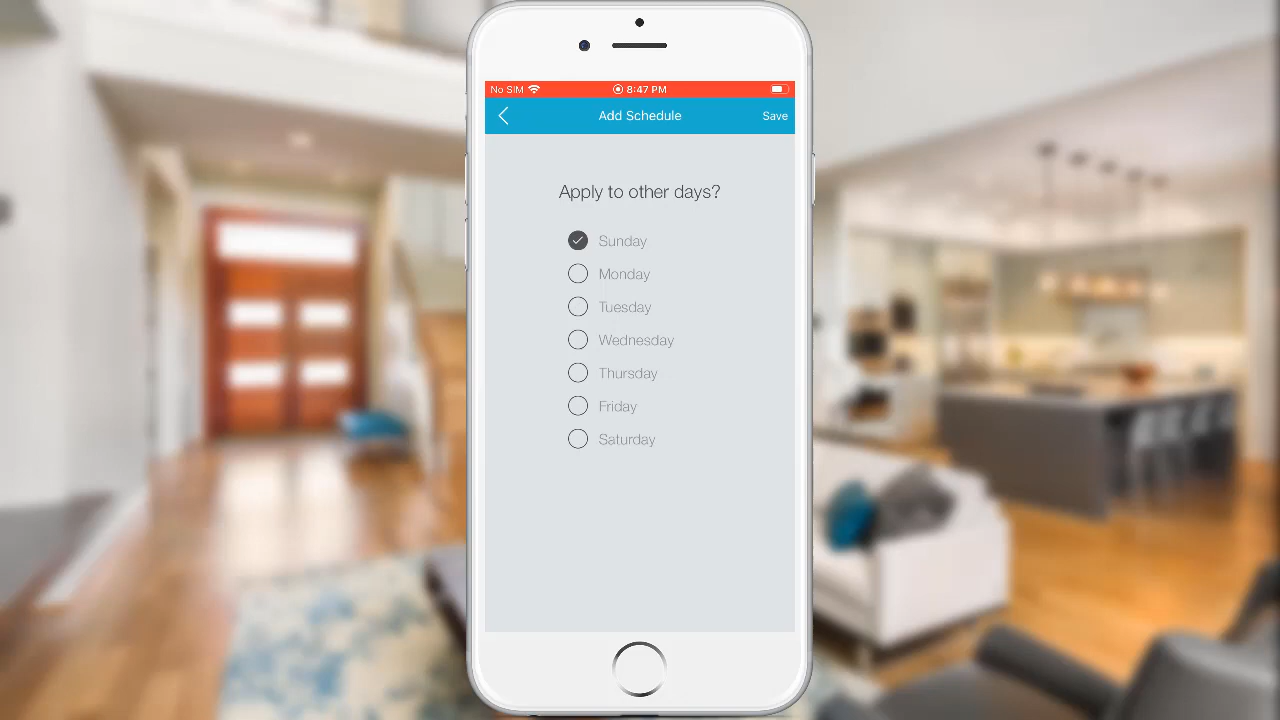 No SIM 8:47 PM
Add Schedule Save
Apply to other days?
Sunday
Monday
Tuesday
Wednesday
Thursday
Friday
Saturday